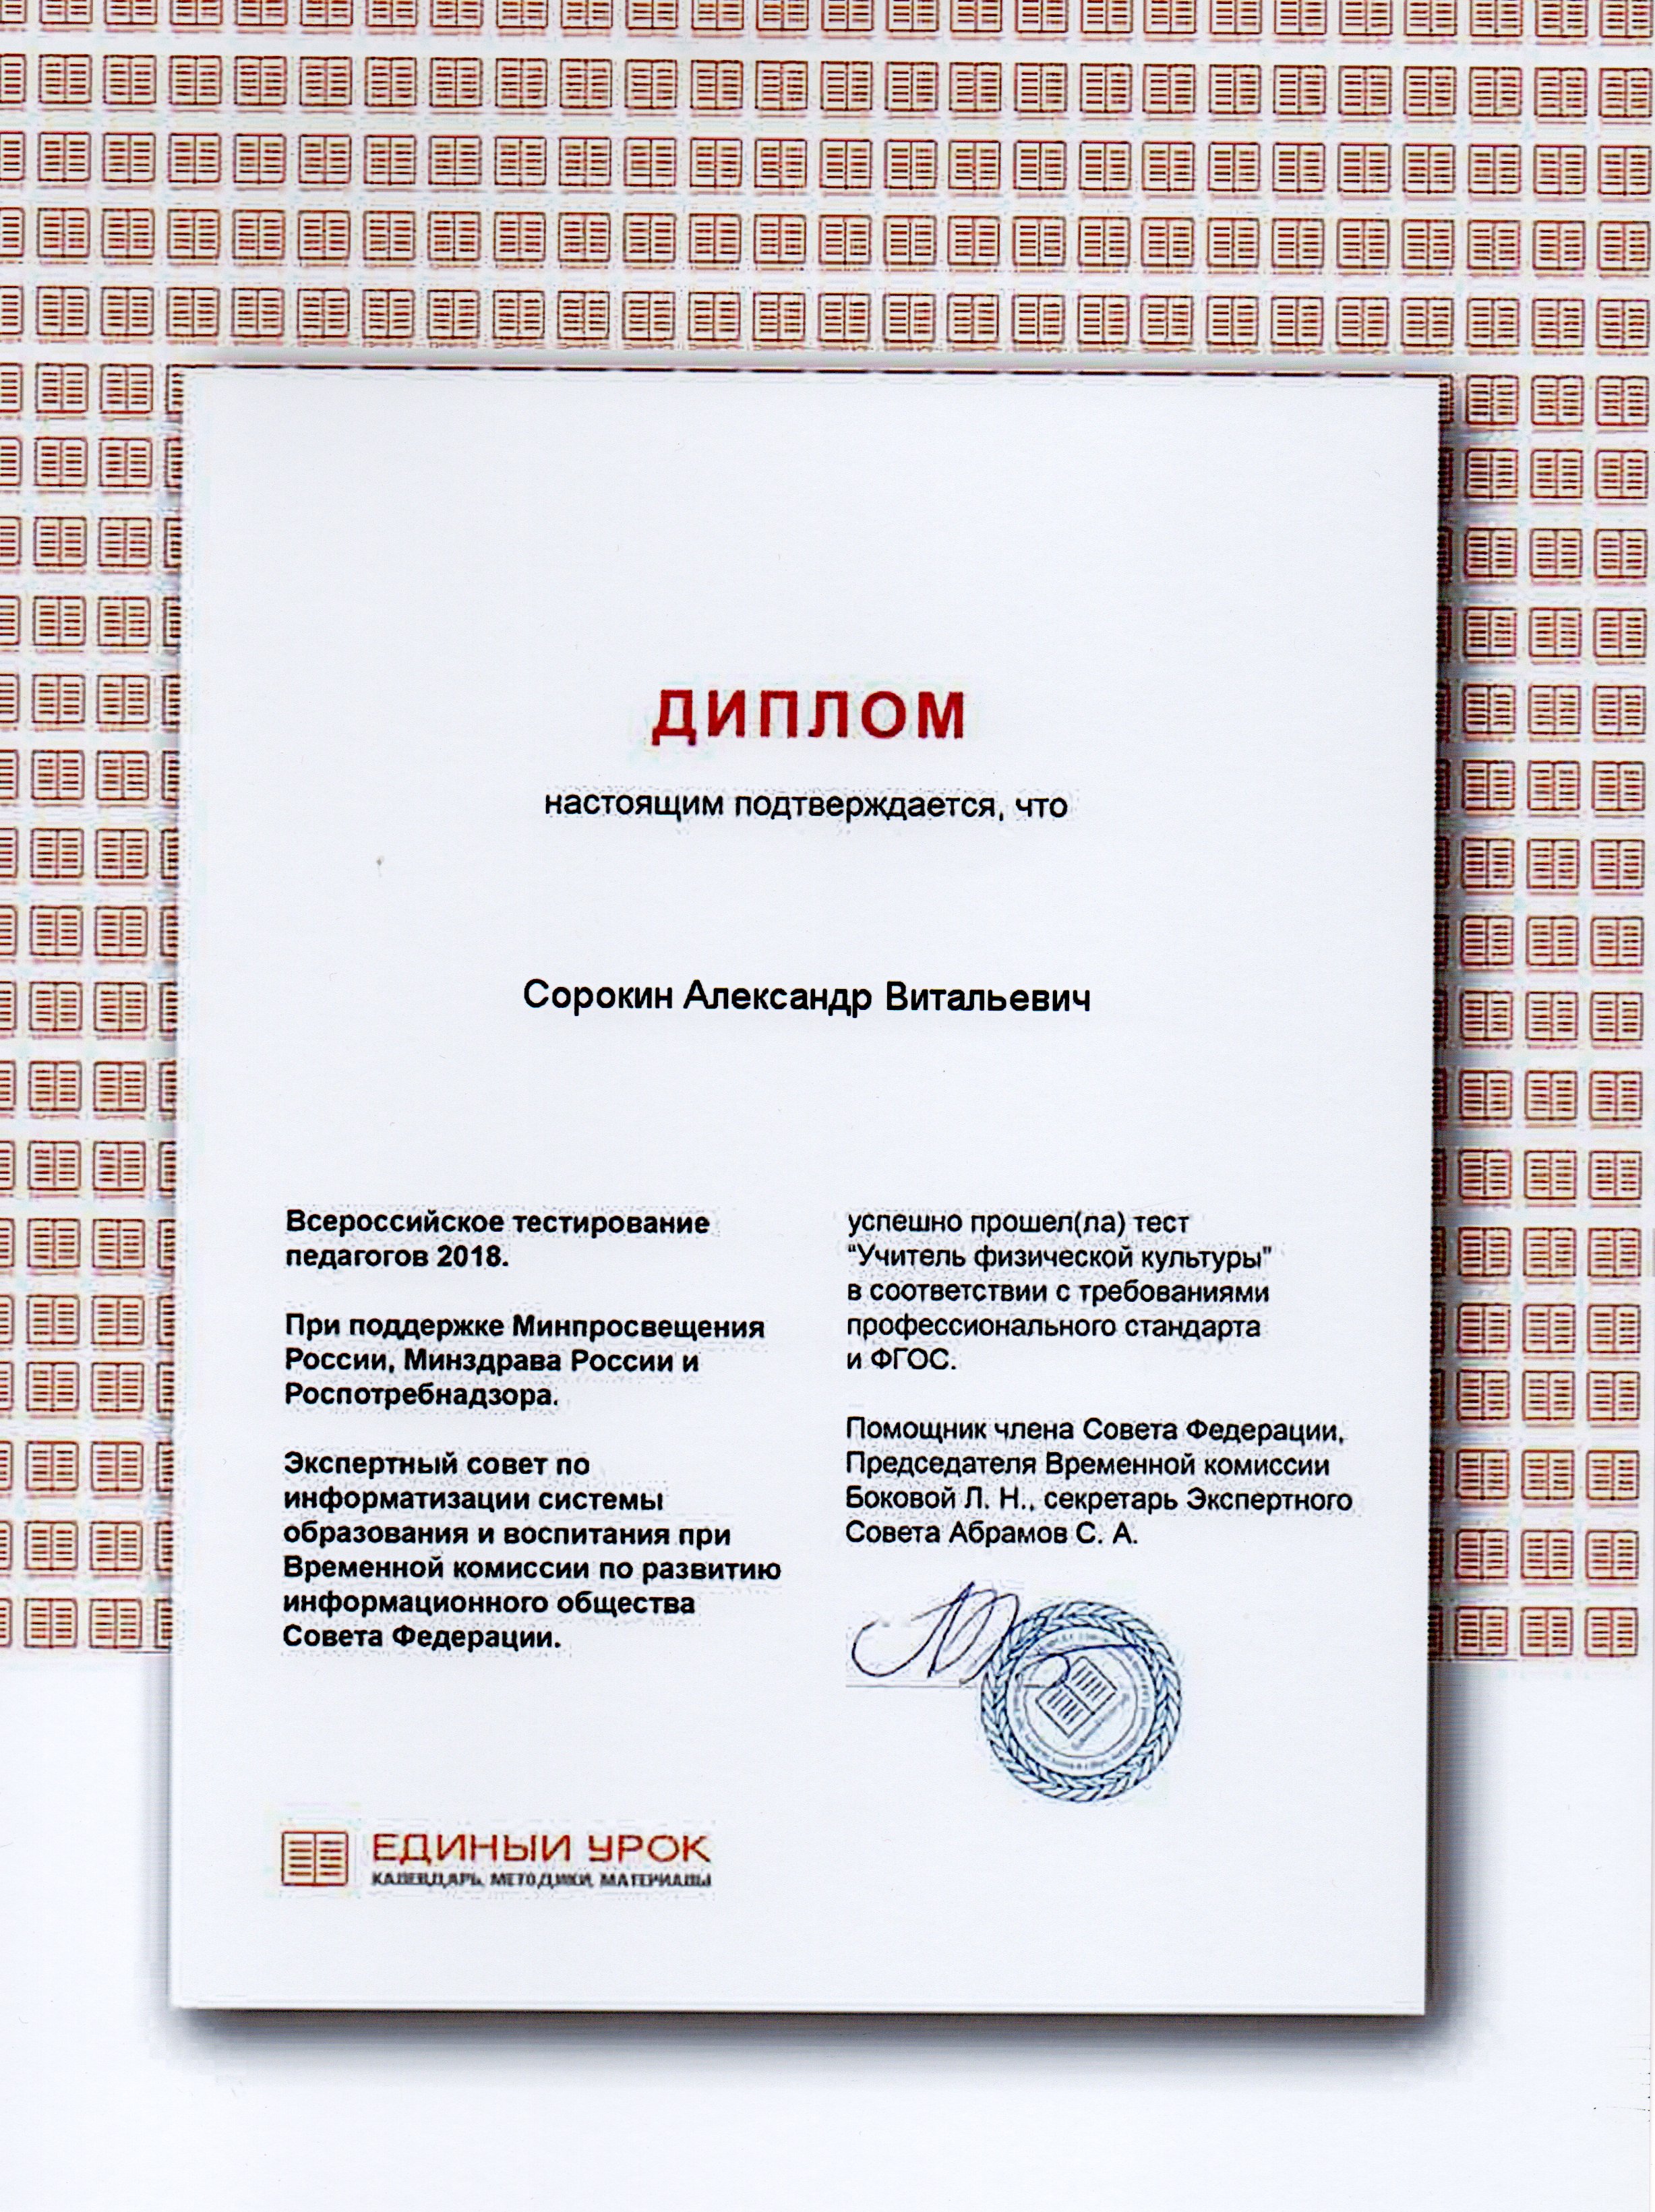 ДИПЛОМ
настоящим подтверждается, что
Сорокин Александр Витальевич
Всероссийское тестирование
педагогов 2018.
При поддержке Минпросвещения
России, Минздрава России и
Роспотребнадзора.
Экспертный совет по
информатизации системы
образования и воспитания при
Временной комиссии по развитию
информационного общества
Совета Федерации.
успешно прошел(ла) тест
“Учитель физической культуры”
в соответствии с требованиями
профессионального стандарта
и ФГОС.
Помощник члена Совета Федерации,
Председателя Временной комиссии
Боковой Л. Н., секретарь Экспертного
Совета Абрамов С. А.
ЕДИНЫЙ УРОК
КАЛЕНДАРЬ, МЕТОДИКИ, МАТЕРИАЛЫ